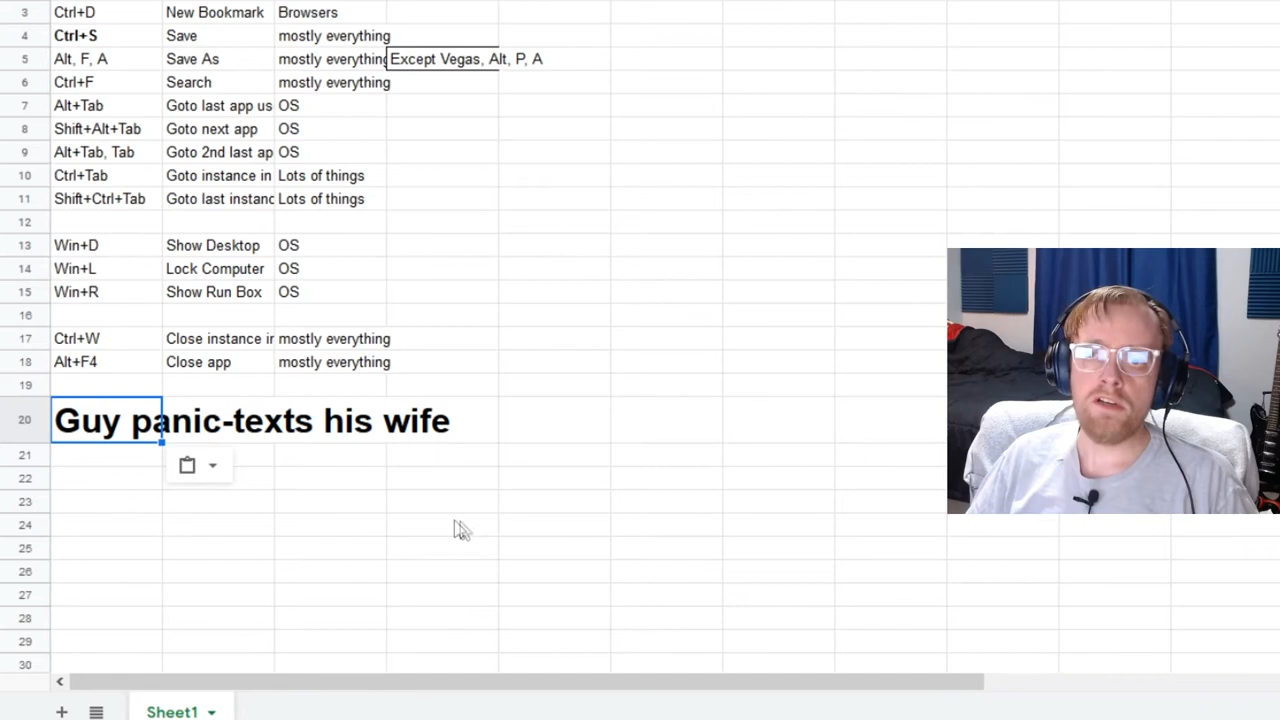 3 Ctrl+D New Bookmark Browsers
4 Ctrl+S Save mostly everything
5 Alt, F, A Save As mostly everything Except Vegas, Alt, P, A
6 Ctrl+F Search mostly everything
7 Alt+Tab Goto last app us OS
8 Shift+Alt+Tab Goto next app OS
9 Alt+Tab, Tab Goto 2nd last ap OS
10 Ctrl+Tab Goto instance in Lots of things
11 Shift+Ctrl+Tab Goto last instanc Lots of things
12
13 Win+D Show Desktop OS
14 Win+L Lock Computer OS
15 Win+R Show Run Box OS
16
17 Ctrl+W Close instance ir mostly everything
18 Alt+F4 Close app mostly everything
19
20 Guy panic-texts his wife
21
22
23
24
25
26
27
28
29
30
Sheet1